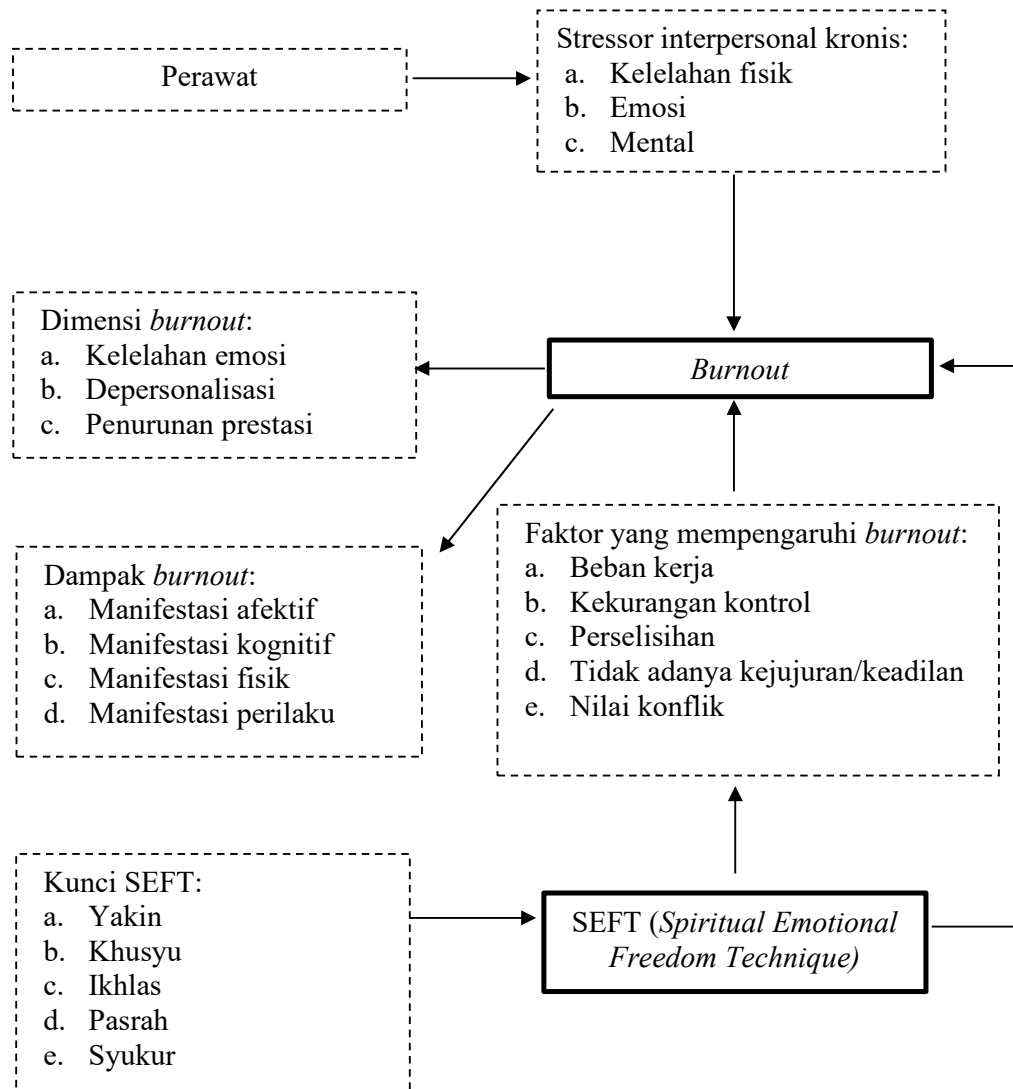 Perawat
Stressor interpersonal kronis:
a. Kelelahan fisik
b. Emosi
c. Mental
Dimensi burnout:
a. Kelelahan emosi
b. Depersonalisasi
c. Penurunan prestasi
Burnout
Dampak burnout:
a. Manifestasi afektif
b. Manifestasi kognitif
c. Manifestasi fisik
d. Manifestasi perilaku
Faktor yang mempengaruhi burnout:
a. Beban kerja
b. Kekurangan kontrol
c. Perselisihan
d. Tidak adanya kejujuran/keadilan
e. Nilai konflik
Kunci SEFT:
a. Yakin
b. Khusyu
c. Ikhlas
d. Pasrah
e. Syukur
SEFT (Spiritual Emotional
Freedom Technique)